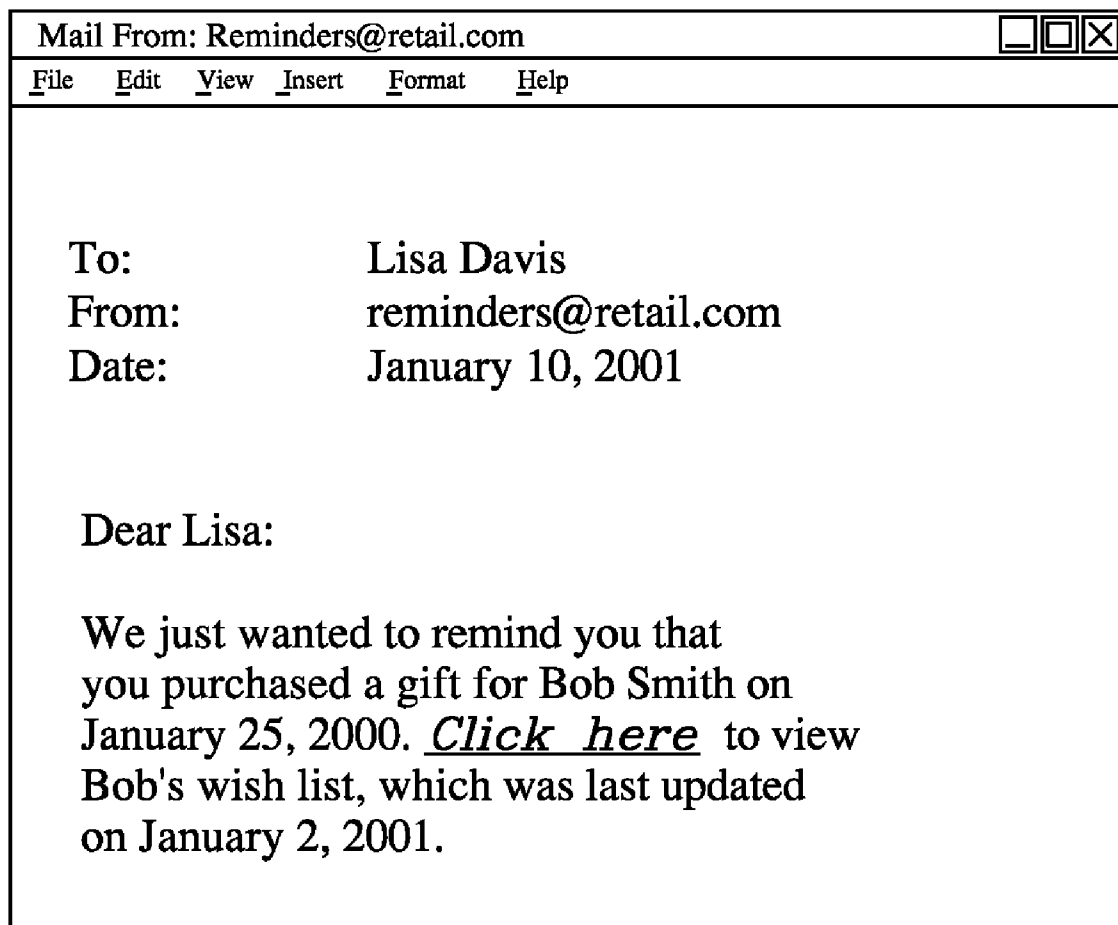 Mail From: Reminders@retail.com
File Edit View Insert Format Help
To: Lisa Davis
From: reminders@retail.com
Date: January 10, 2001
Dear Lisa:
We just wanted to remind you that
you purchased a gift for Bob Smith on
January 25, 2000. Click here to view
Bob's wish list, which was last updated
on January 2, 2001.